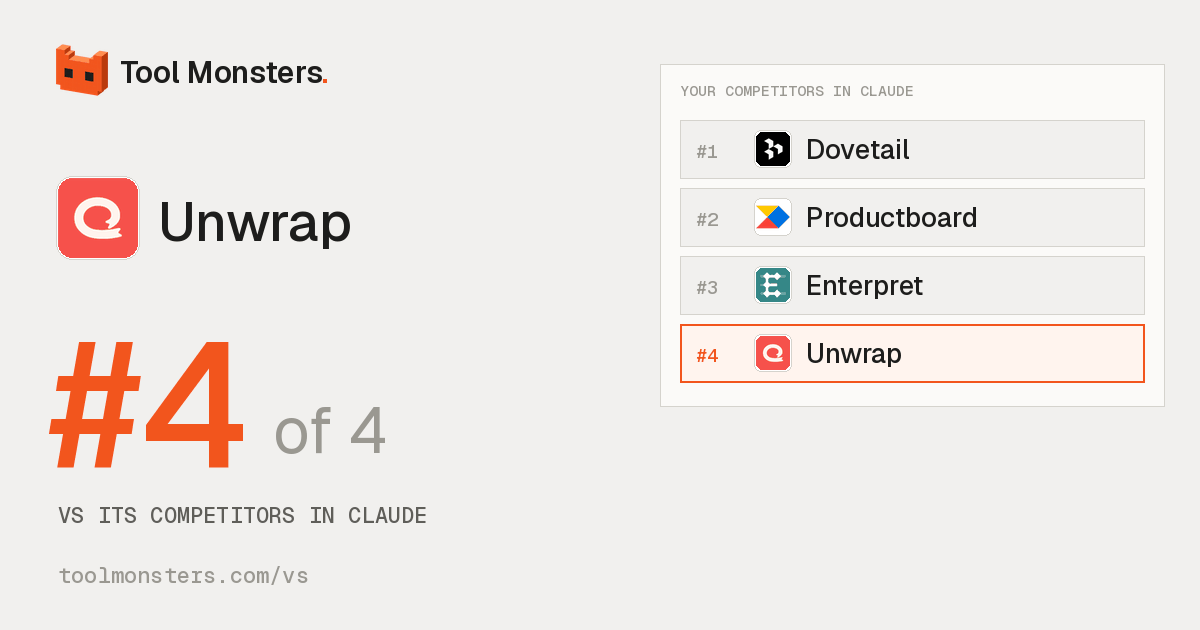 Tool Monsters.
Unwrap
#4 of 4
VS ITS COMPETITORS IN CLAUDE
toolmonsters.com/vs
YOUR COMPETITORS IN CLAUDE
#1 Dovetail
#2 Productboard
#3 Enterpret
#4 Unwrap